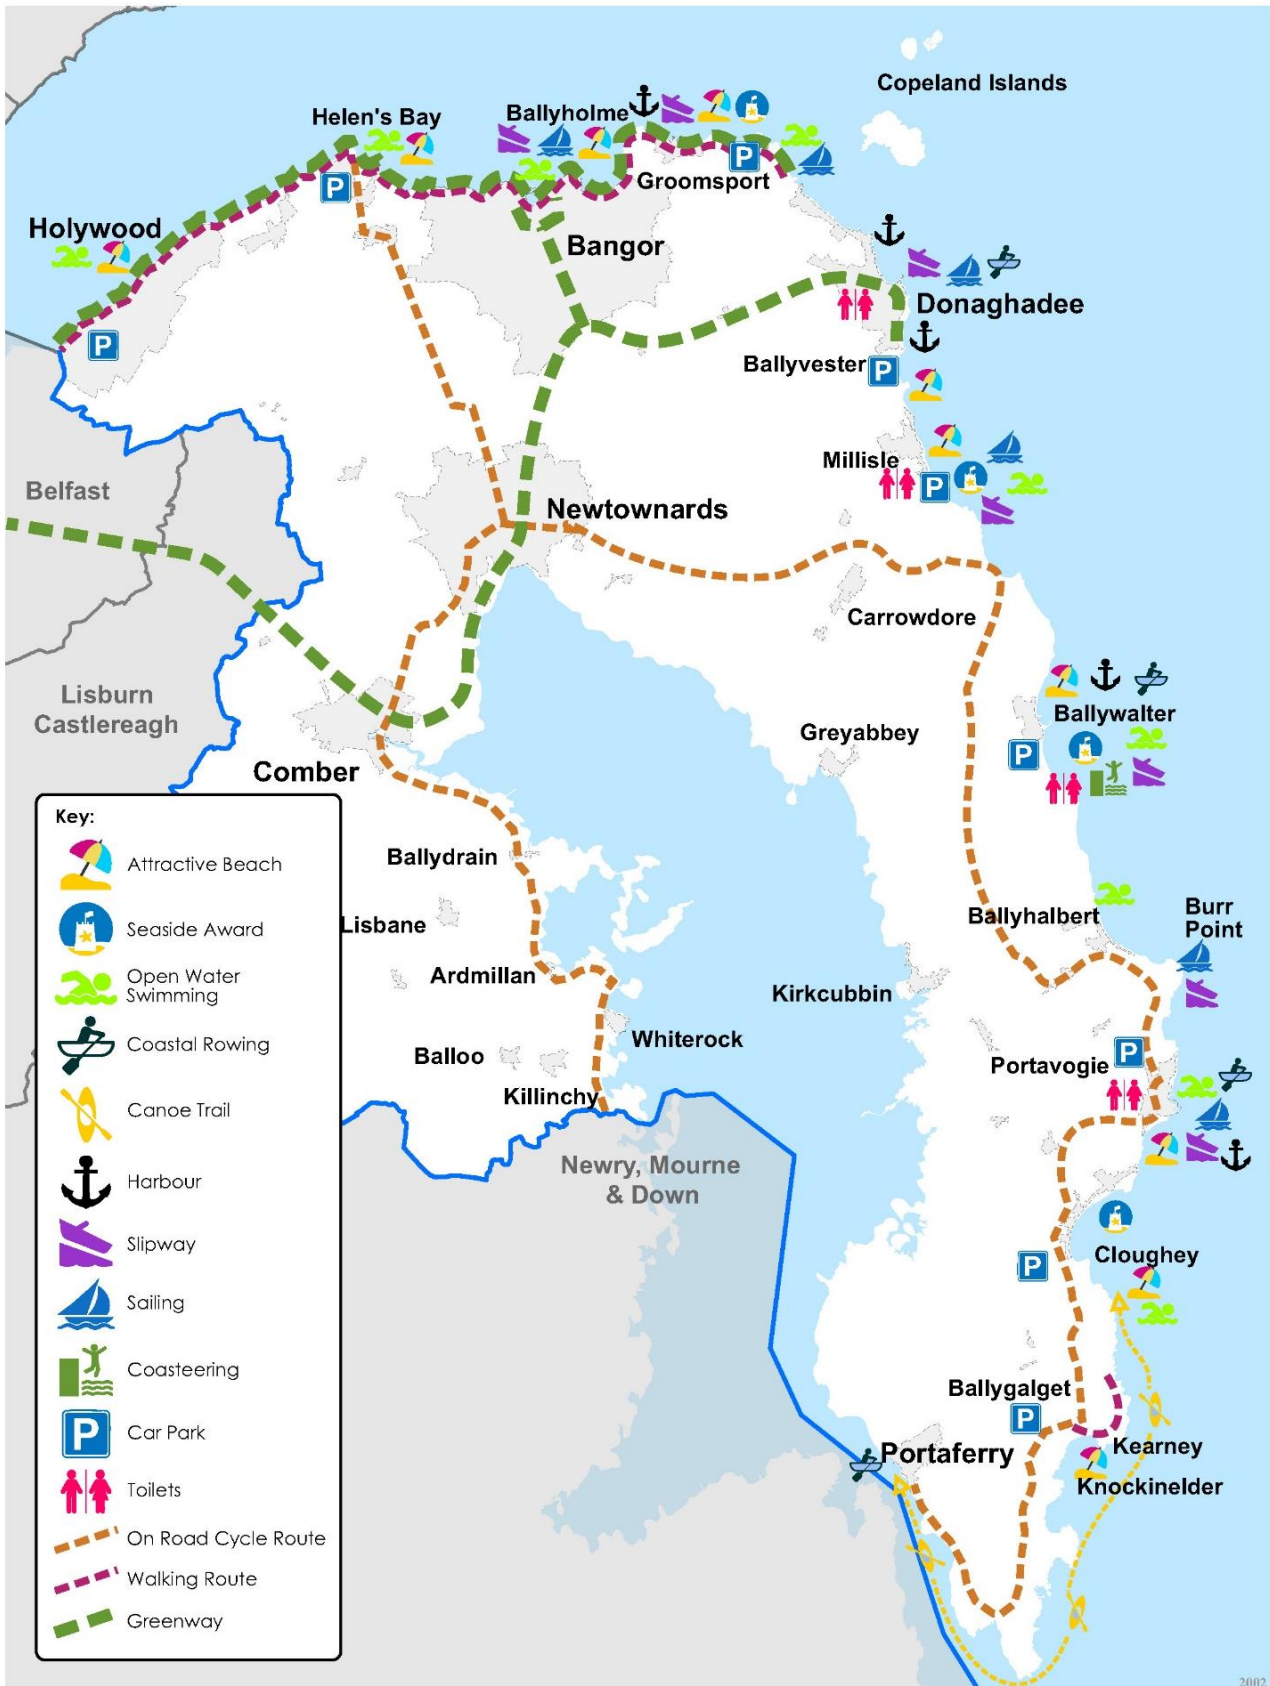 Copeland Islands
Helen's Bay
Ballyholme
Groomsport
Holywood
Bangor
Donaghadee
Ballyvester
Millisle
Belfast
Newtownards
Carrowdore
Lisburn
Castlereagh
Ballywalter
Greyabbey
Comber
Ballydrain
Lisbane
Ballyhalbert
Burr
Point
Ardmillan
Kirkcubbin
Whiterock
Balloo
Portavogie
Killinchy
Newry, Mourne
& Down
Cloughey
Ballygalget
Kearney
Portaferry
Knockinelder
Key:
Attractive Beach
Seaside Award
Open Water
Swimming
Coastal Rowing
Canoe Trail
Harbour
Slipway
Sailing
Coasteering
P
Car Park
Toilets
On Road Cycle Route
Walking Route
Greenway
P
P
P
P
P
P
P
P
P
2002